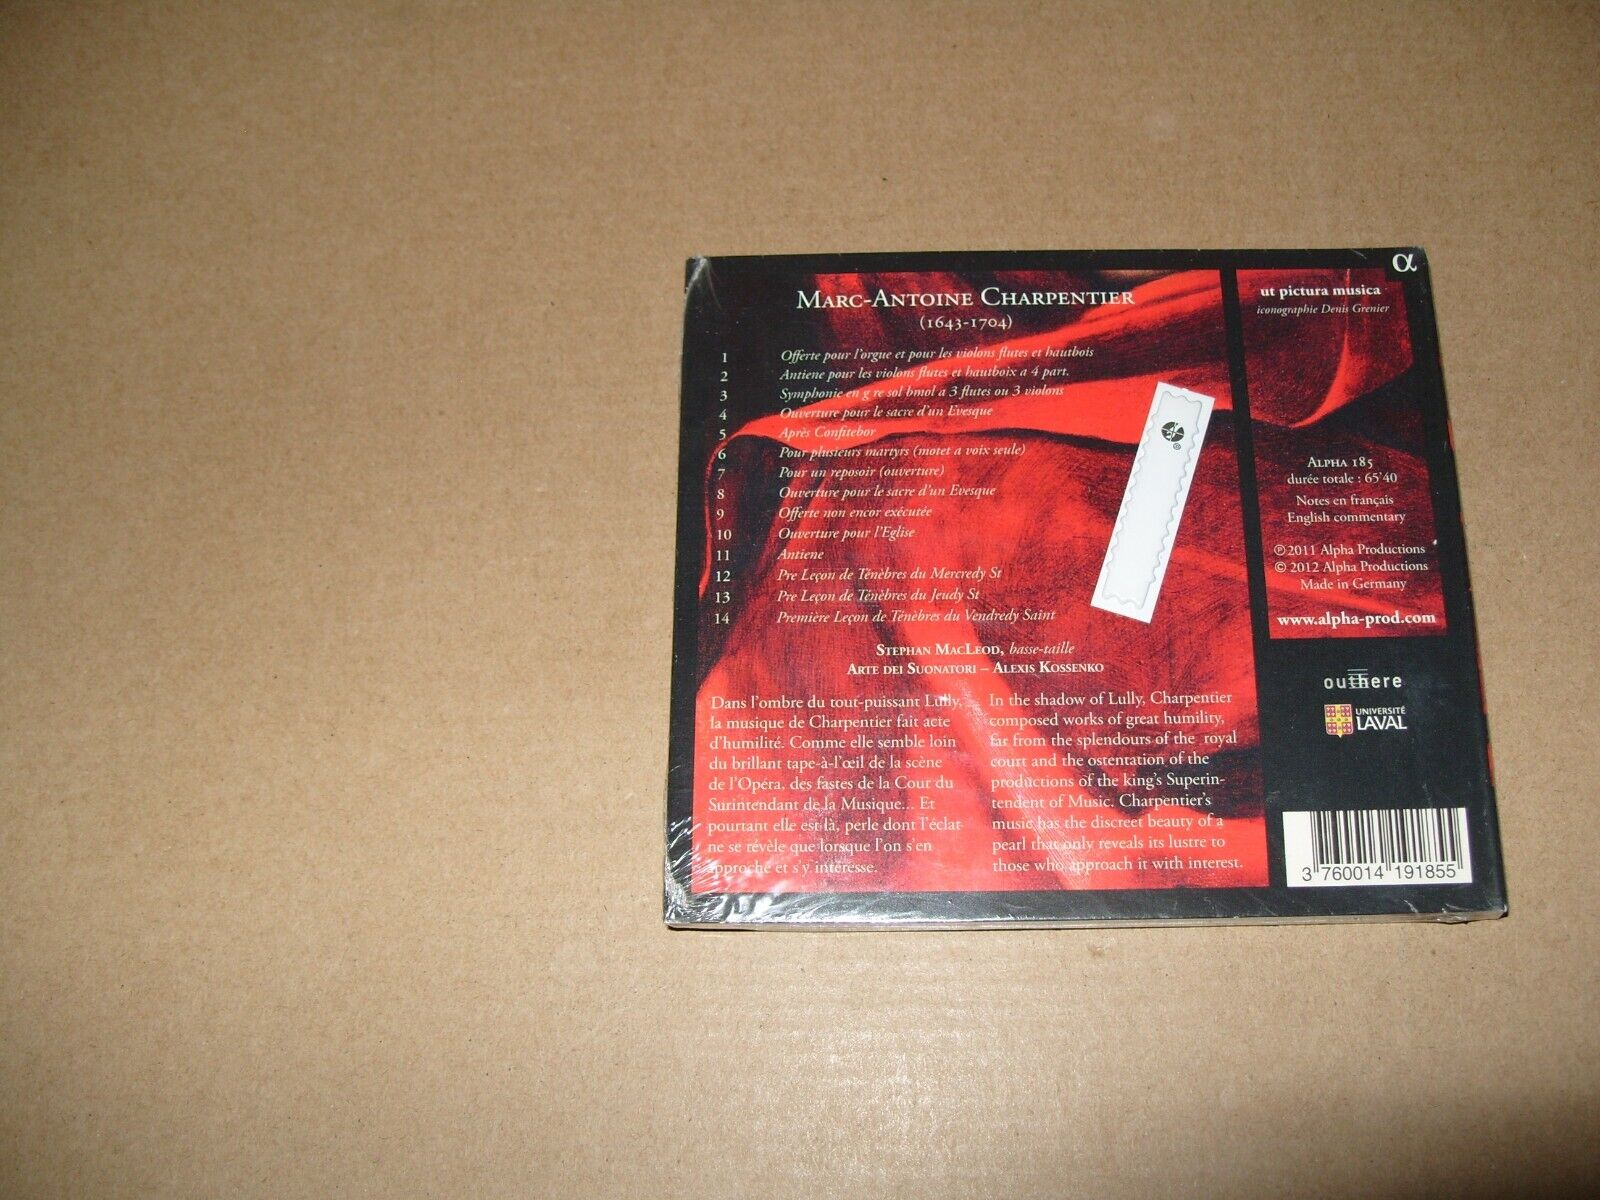 α
MARC-ANTOINE CHARPENTIER
(1643-1704)
1 Offerte pour l'orgue et pour les violons flutes et hautbois
2 Antiene pour les violons flutes et hautboix a 4 part.
3 Symphonie en g re sol bmol a 3 flutes ou 3 violons
4 Ouverture pour le sacre d'un Evesque
5 Après Confitebor
6 Pour plusieurs martyrs (motet a voix seule)
7 Pour un reposoir (ouverture)
8 Ouverture pour le sacre d'un Evesque
9 Offerte non encor exécutée
10 Ouverture pour l'Eglise
11 Antiene
12 Pre Leçon de Ténèbres du Mercredy St
13 Pre Leçon de Ténèbres du Jeudy St
14 Première Leçon de Ténèbres du Vendredy Saint
STEPHAN MACLEOD, basse-taille
ARTE DEI SUONATORI – ALEXIS KOSSENKO
Dans l'ombre du tout-puissant Lully,
la musique de Charpentier fait acte
d'humilité. Comme elle semble loin
du brillant tape-à-l'œil de la scène
de l'Opéra, des fastes de la Cour du
Surintendant de la Musique... Et
pourtant elle est là, perle dont l'éclat
ne se révèle que lorsque l'on s'en
approche et s'y intéresse.
In the shadow of Lully, Charpentier
composed works of great humility,
far from the splendours of the royal
court and the ostentation of the
productions of the king's Superin-
tendent of Music. Charpentier's
music has the discreet beauty of a
pearl that only reveals its lustre to
those who approach it with interest.
ut pictura musica
iconographie Denis Grenier
ALPHA 185
durée totale : 65'40
Notes en français
English commentary
℗ 2011 Alpha Productions
© 2012 Alpha Productions
Made in Germany
www.alpha-prod.com
outhere
UNIVERSITÉ
LAVAL
3 760014 191855
®